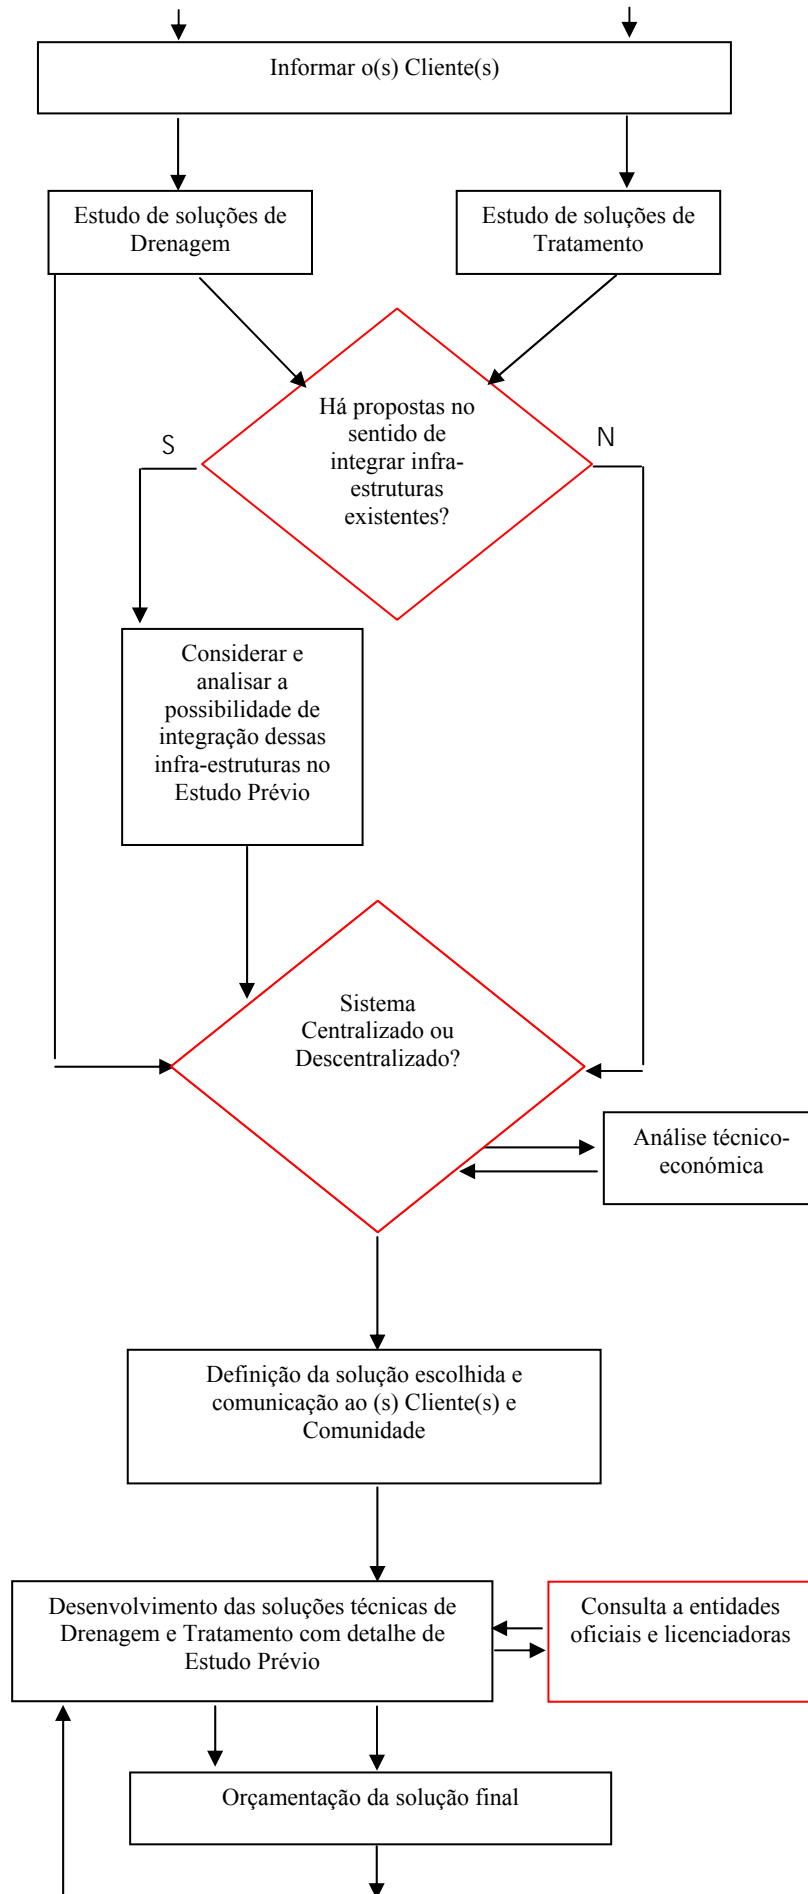 Informar o(s) Cliente(s)
Estudo de soluções de
Drenagem
Estudo de soluções de
Tratamento
Há propostas no
sentido de
integrar infra-
estruturas
existentes?
S
N
Considerar e
analisar a
possibilidade de
integração dessas
infra-estruturas no
Estudo Prévio
Sistema
Centralizado ou
Descentralizado?
Análise técnico-
económica
Definição da solução escolhida e
comunicação ao (s) Cliente(s) e
Comunidade
Desenvolvimento das soluções técnicas de
Drenagem e Tratamento com detalhe de
Estudo Prévio
Consulta a entidades
oficiais e licenciadoras
Orçamentação da solução final